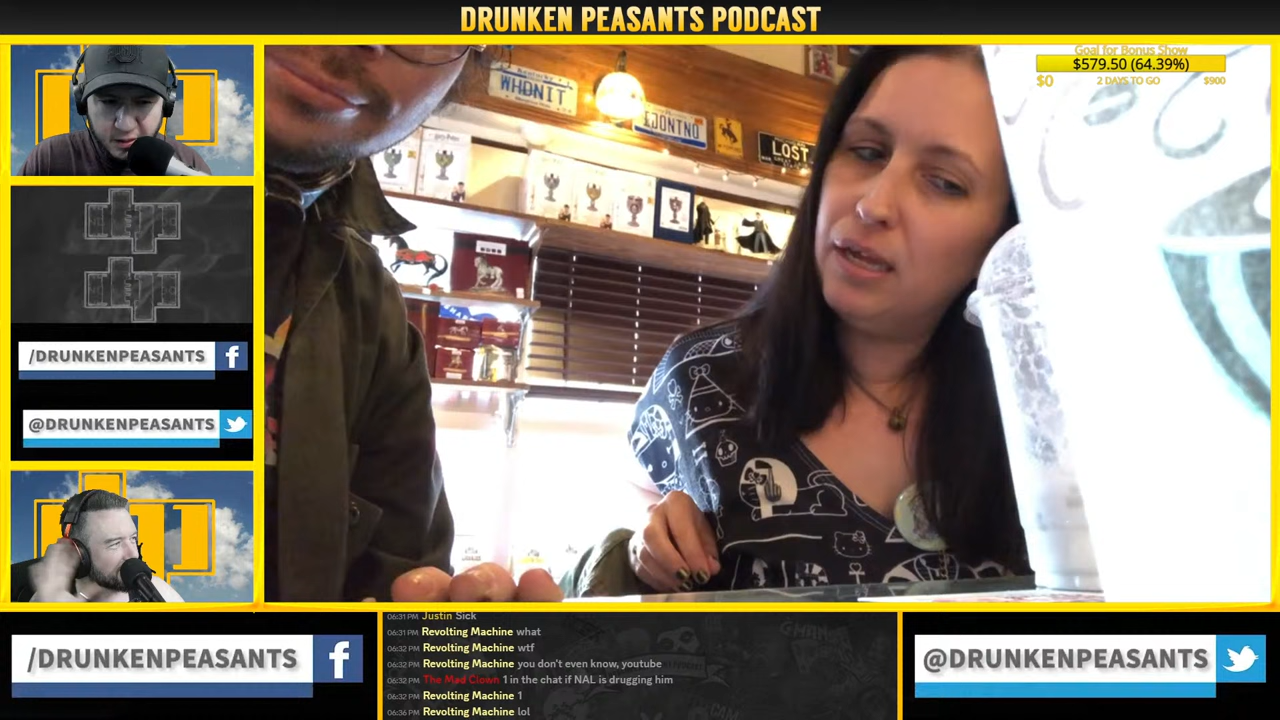 DRUNKEN PEASANTS PODCAST
Goal for Bonus Show
$579.50 (64.39%)
$0
2 DAYS TO GO
$900
WHDNIT
IDONTNO
LOST
/DRUNKENPEASANTS
@DRUNKENPEASANTS
06:31 PM Justin Sick
06:31 PM Revolting Machine what
06:32 PM Revolting Machine wtf
06:32 PM Revolting Machine you don't even know, youtube
06:32 PM The Mad Clown 1 in the chat if NAL is drugging him
06:32 PM Revolting Machine 1
06:36 PM Revolting Machine lol
/DRUNKENPEASANTS
@DRUNKENPEASANTS